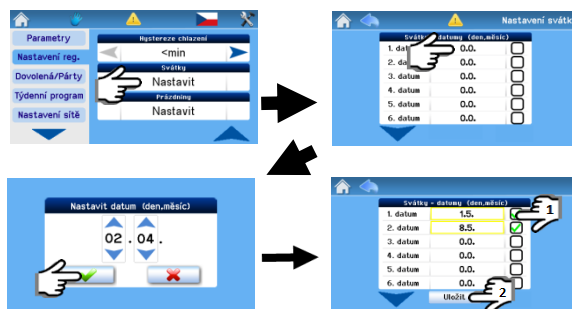 Parametry
Nastavení reg.
Dovolená/Párty
Týdenní program
Nastavení sítě
Hystereze chlazení
<min
Svátky
Nastavit
Prázdniny
Nastavit
Nastavení svátk
Svátky datumy (den,měsíc)
1. dat 0.0.
2. da 0.0.
3. datum 0.0.
4. datum 0.0.
5. datum 0.0.
6. datum 0.0.
Nastavit datum (den.měsíc)
02 . 04 .
Svátky - datumy (den,měsíc)
1. datum 1.5.
2. datum 8.5.
3. datum 0.0.
4. datum 0.0.
5. datum 0.0.
6. datum 0.0.
Uložit
1
2